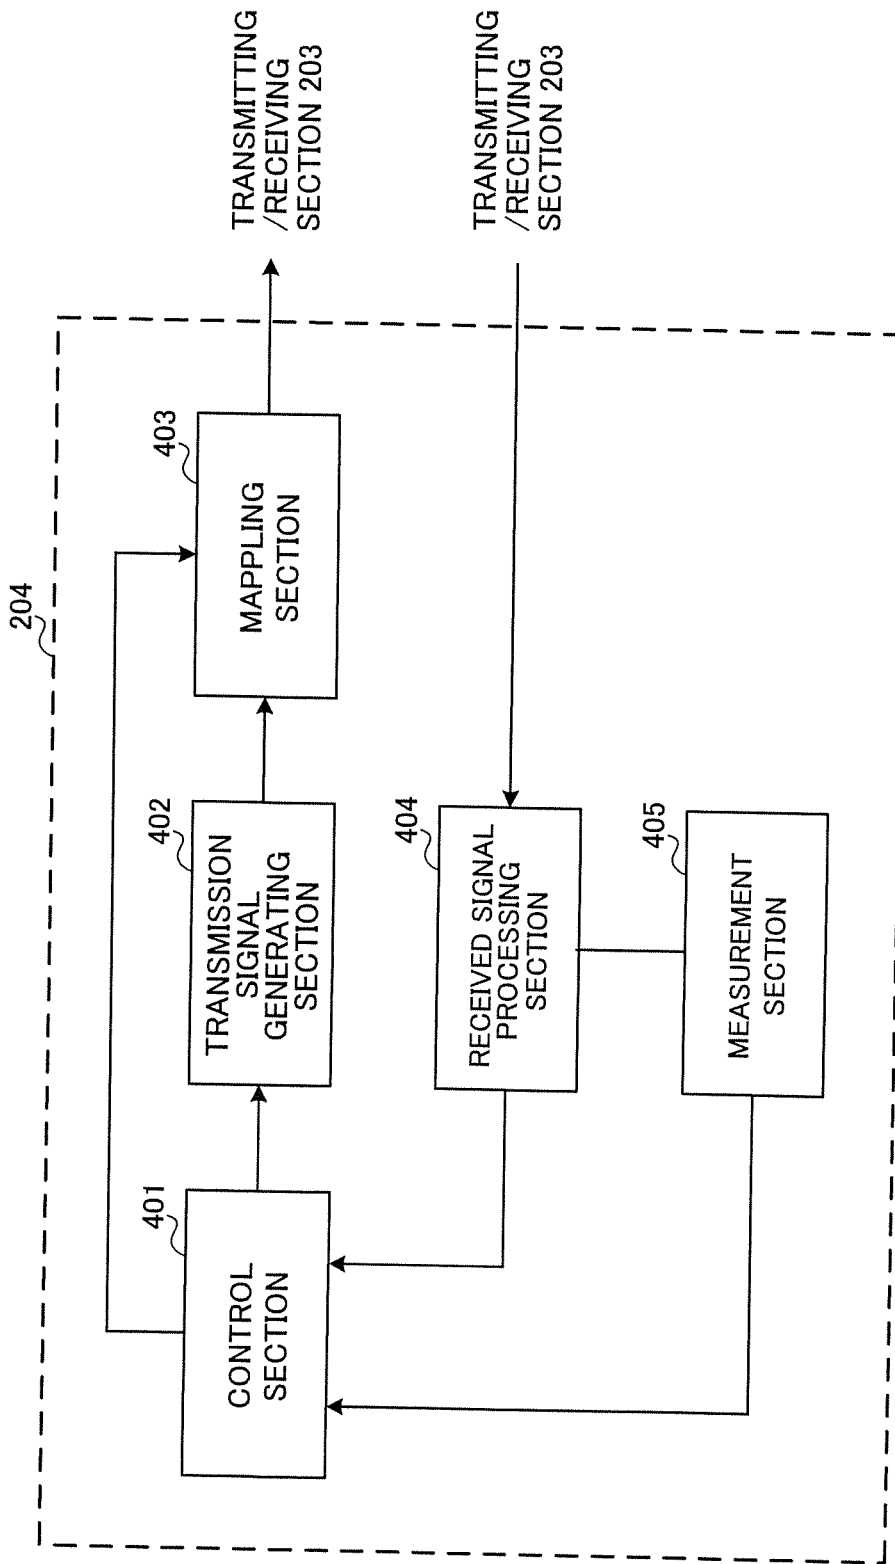 204
401
CONTROL
SECTION
402
TRANSMISSION
SIGNAL
GENERATING
SECTION
403
MAPPLING
SECTION
TRANSMITTING
/RECEIVING
SECTION 203
404
RECEIVED SIGNAL
PROCESSING
SECTION
TRANSMITTING
/RECEIVING
SECTION 203
405
MEASUREMENT
SECTION